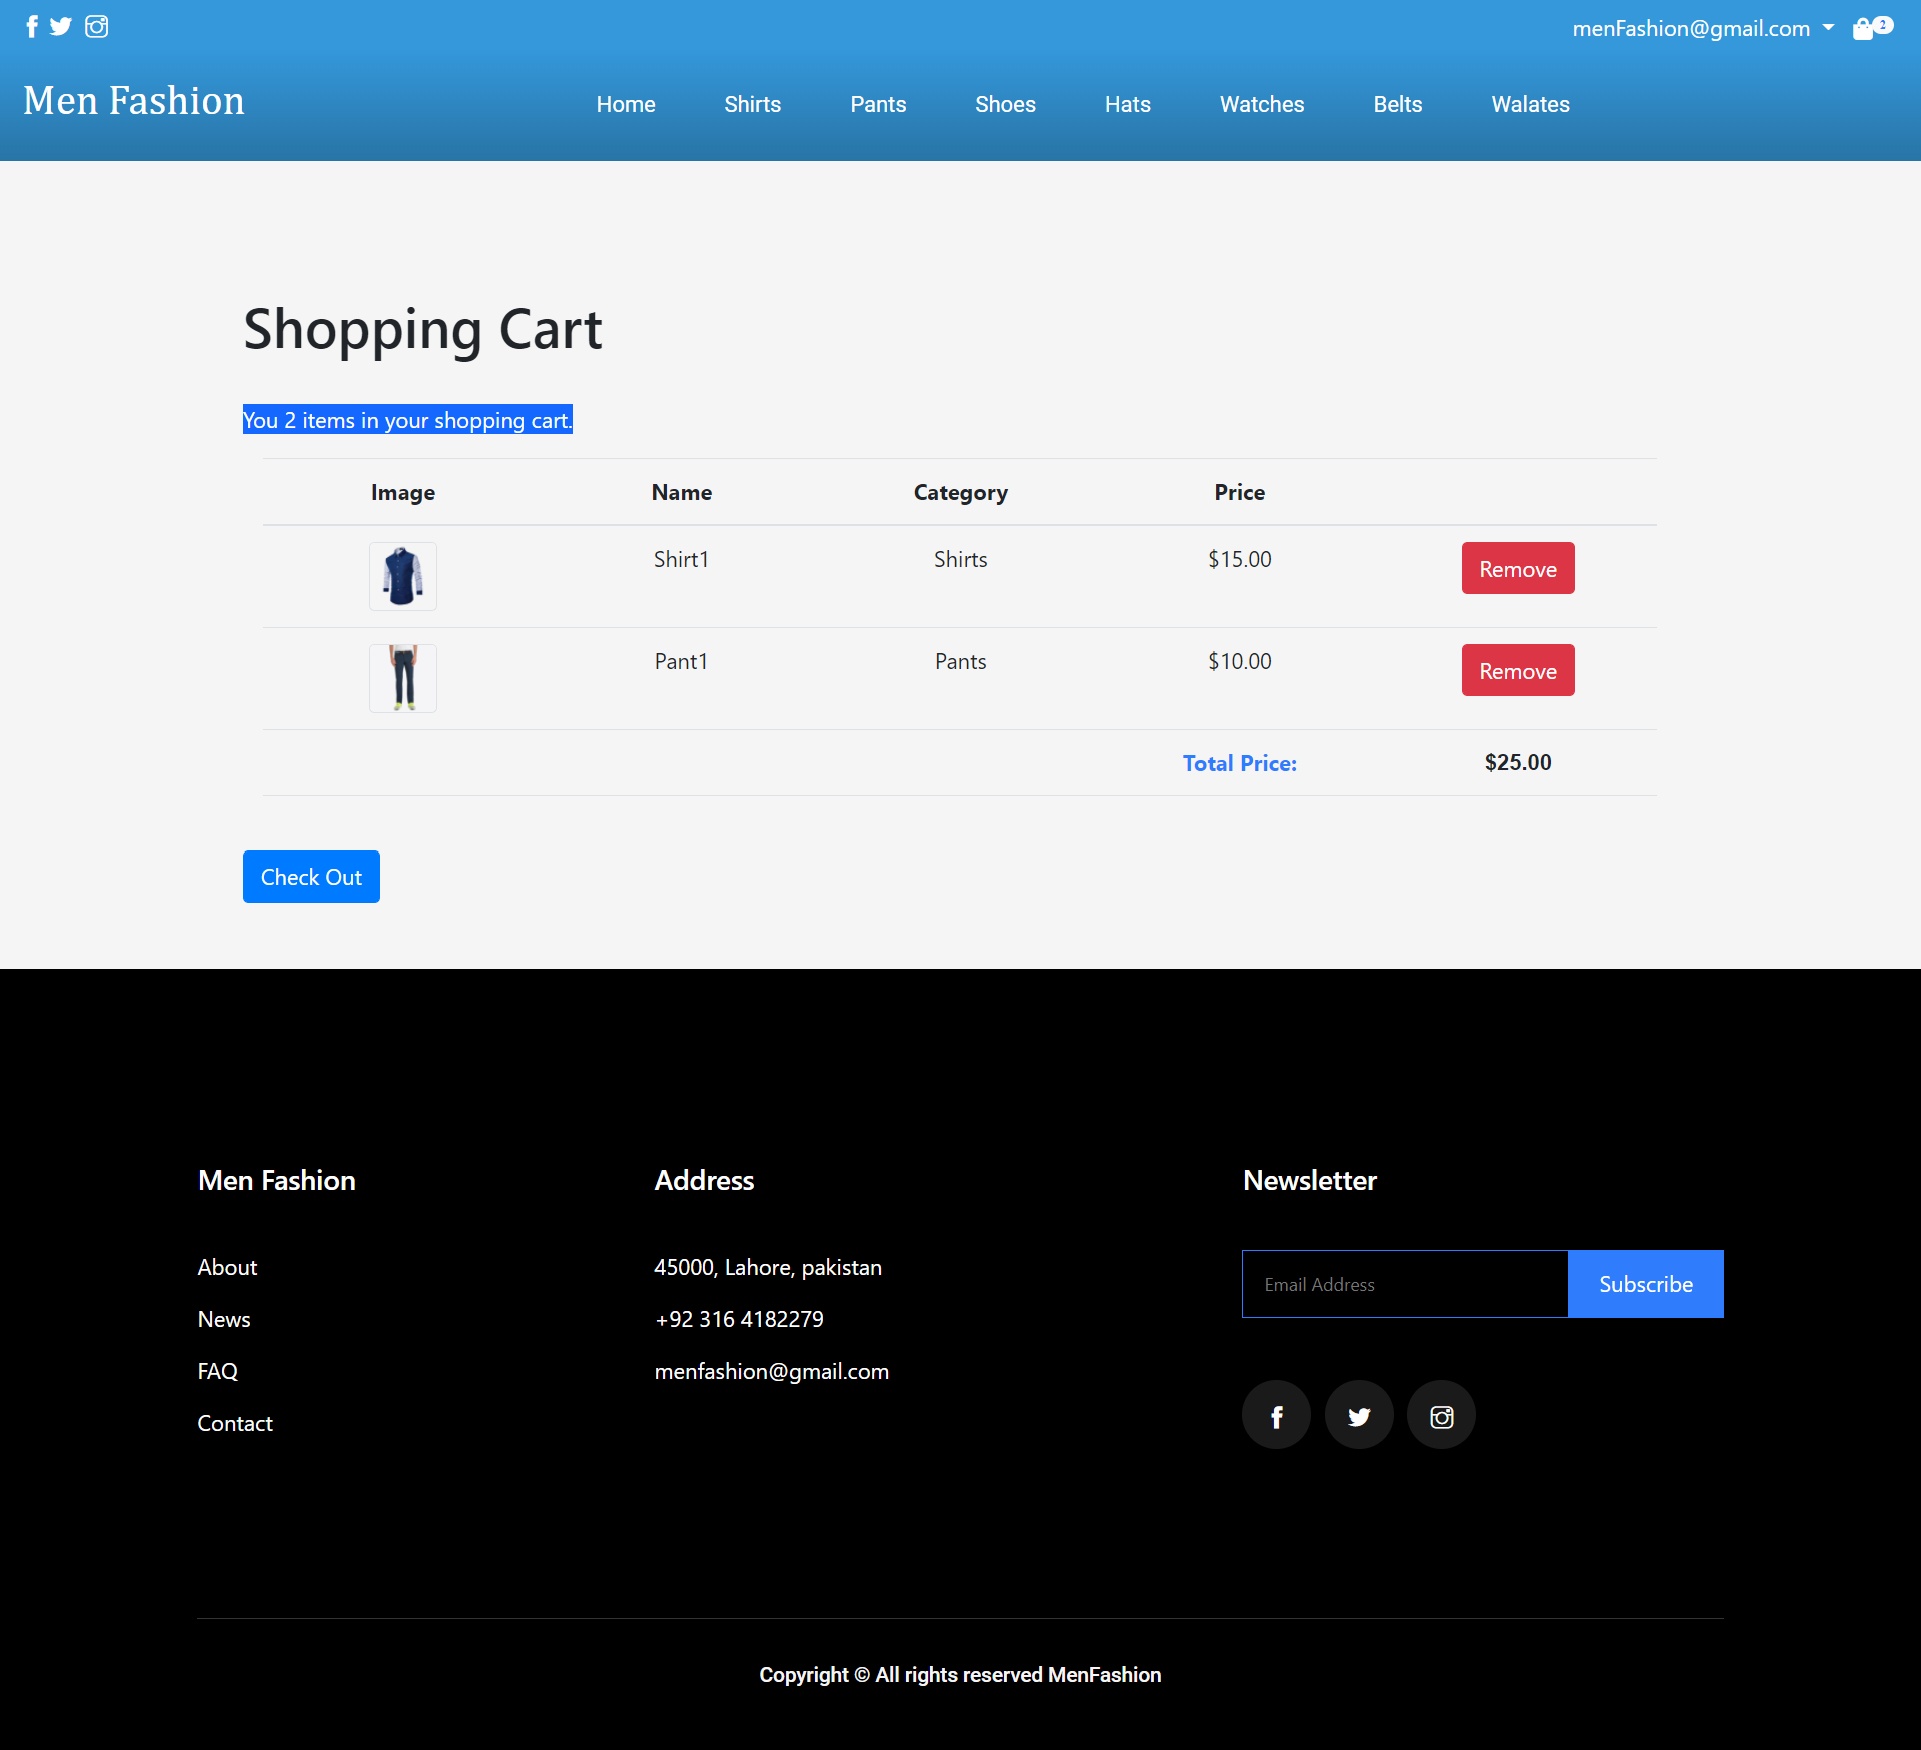 menFashion@gmail.com 2
Men Fashion Home Shirts Pants Shoes Hats Watches Belts Walates
Shopping Cart
You 2 items in your shopping cart.
Image Name Category Price
Shirt1 Shirts $15.00 Remove
Pant1 Pants $10.00 Remove
Total Price: $25.00
Check Out
Men Fashion Address Newsletter
About 45000, Lahore, pakistan Email Address Subscribe
News +92 316 4182279
FAQ menfashion@gmail.com
Contact
Copyright © All rights reserved MenFashion